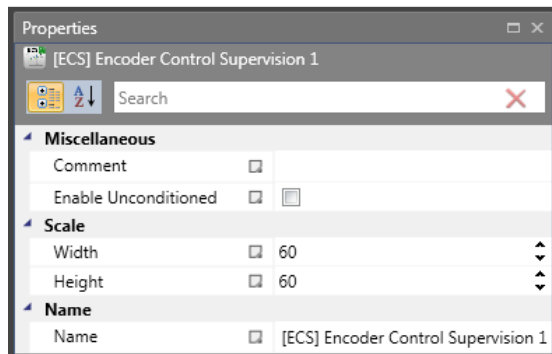 Properties
[ECS] Encoder Control Supervision 1
A Z Search
Miscellaneous
Comment
Enable Unconditioned
Scale
Width 60
Height 60
Name
Name [ECS] Encoder Control Supervision 1